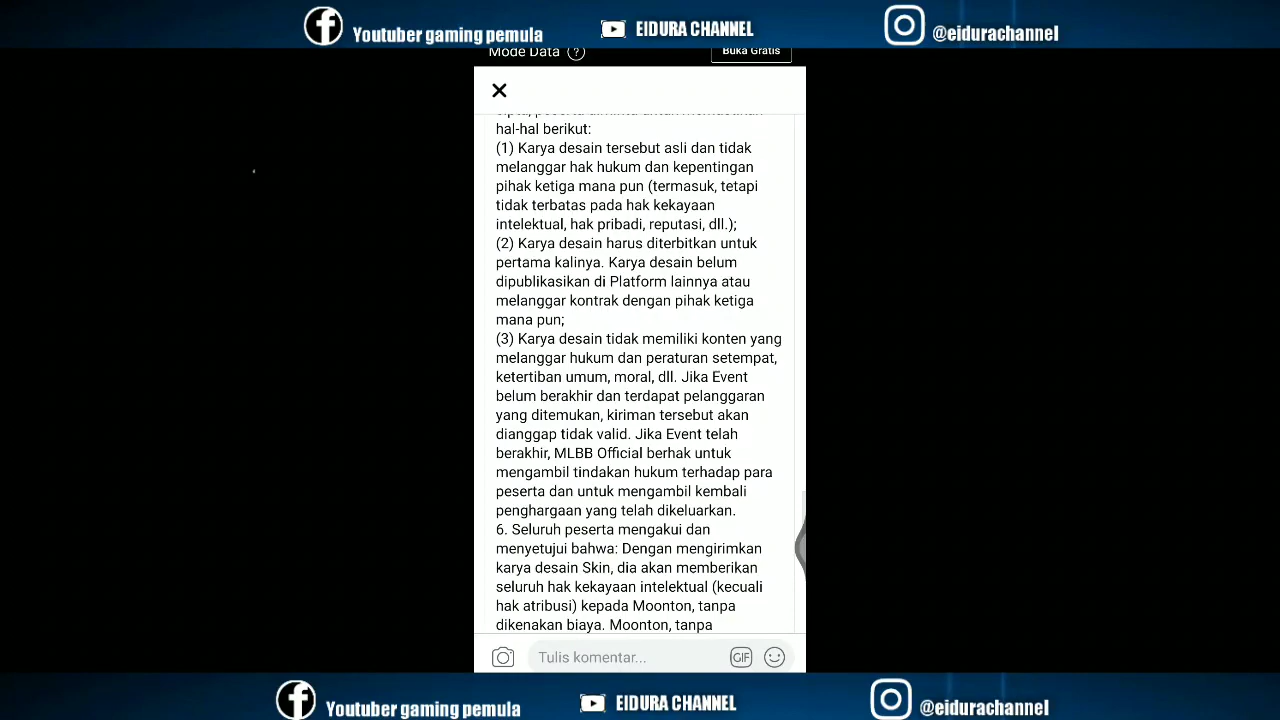 Youtuber gaming pemula
EIDURA CHANNEL
@eidurachannel
Mode Data ?
Buka Gratis
hal-hal berikut:
(1) Karya desain tersebut asli dan tidak
melanggar hak hukum dan kepentingan
pihak ketiga mana pun (termasuk, tetapi
tidak terbatas pada hak kekayaan
intelektual, hak pribadi, reputasi, dll.);
(2) Karya desain harus diterbitkan untuk
pertama kalinya. Karya desain belum
dipublikasikan di Platform lainnya atau
melanggar kontrak dengan pihak ketiga
mana pun;
(3) Karya desain tidak memiliki konten yang
melanggar hukum dan peraturan setempat,
ketertiban umum, moral, dll. Jika Event
belum berakhir dan terdapat pelanggaran
yang ditemukan, kiriman tersebut akan
dianggap tidak valid. Jika Event telah
berakhir, MLBB Official berhak untuk
mengambil tindakan hukum terhadap para
peserta dan untuk mengambil kembali
penghargaan yang telah dikeluarkan.
6. Seluruh peserta mengakui dan
menyetujui bahwa: Dengan mengirimkan
karya desain Skin, dia akan memberikan
seluruh hak kekayaan intelektual (kecuali
hak atribusi) kepada Moonton, tanpa
dikenakan biaya. Moonton, tanpa
Tulis komentar...
GIF
Youtuber gaming pemula
EIDURA CHANNEL
@eidurachannel